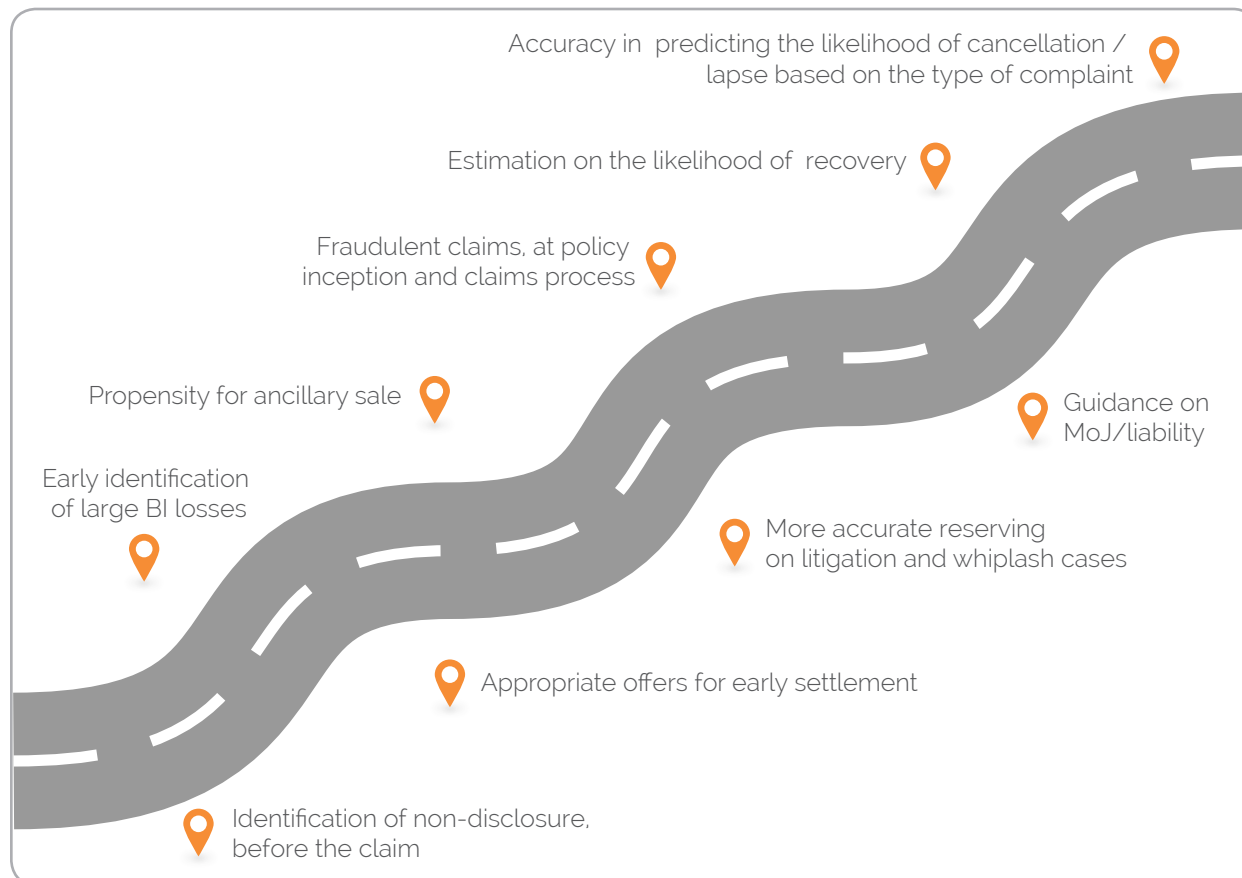 Accuracy in predicting the likelihood of cancellation /
lapse based on the type of complaint
Estimation on the likelihood of recovery
Fraudulent claims, at policy
inception and claims process
Propensity for ancillary sale
Guidance on
MoJ/liability
Early identification
of large BI losses
More accurate reserving
on litigation and whiplash cases
Appropriate offers for early settlement
Identification of non-disclosure,
before the claim